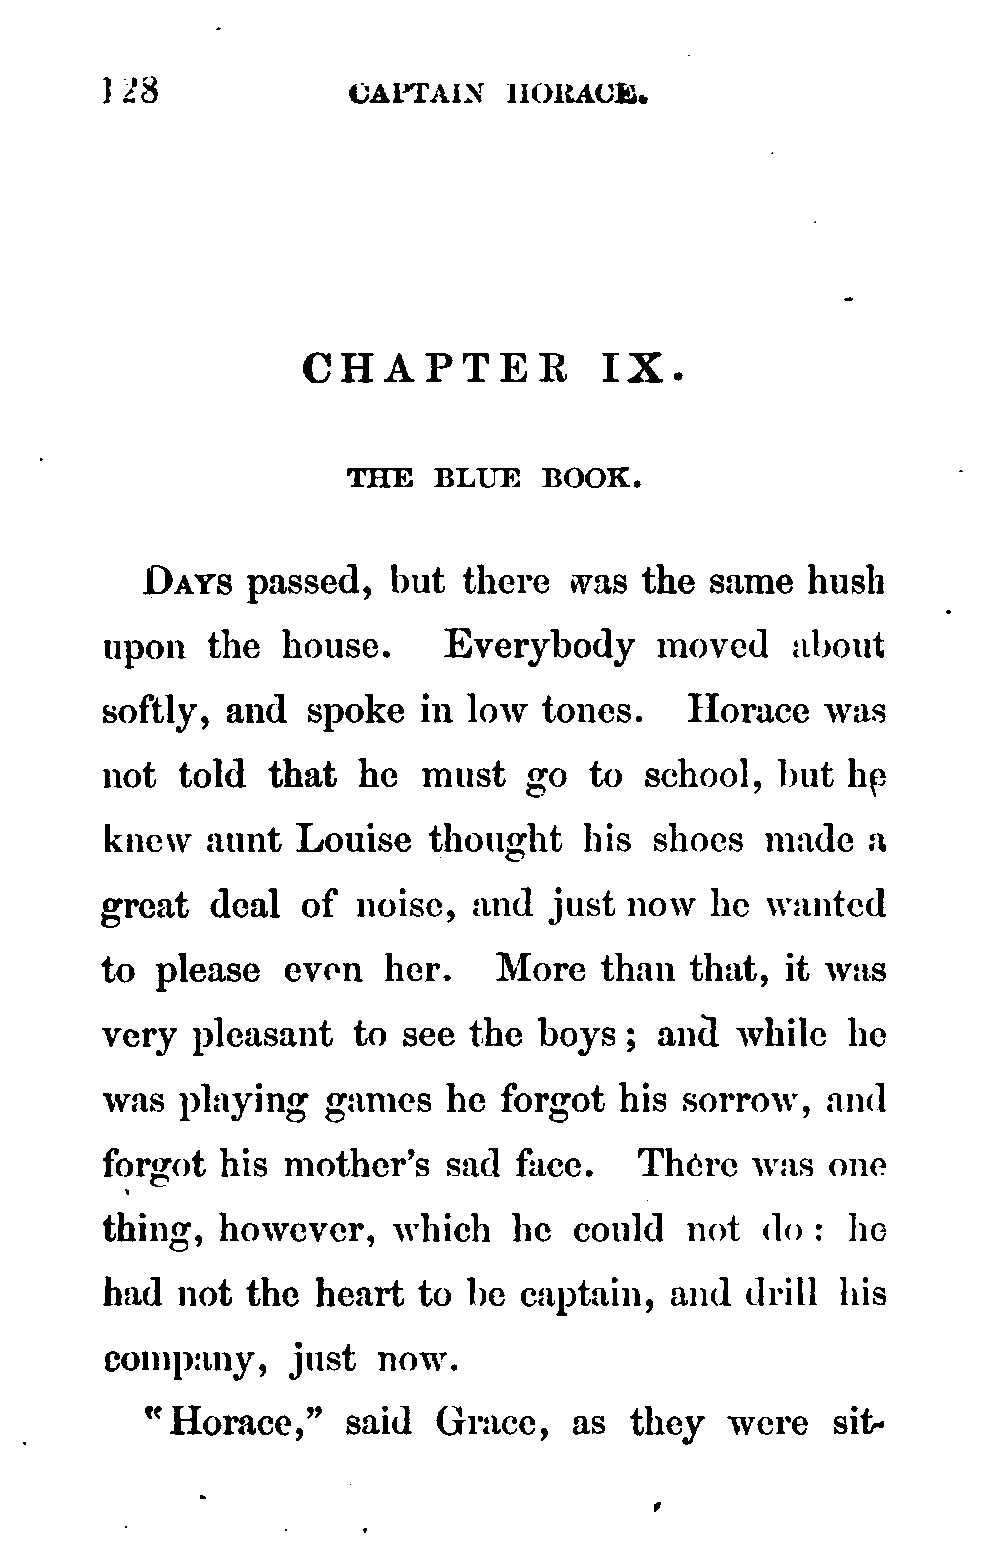 128 CAPTAIN HORACE.
CHAPTER IX.
THE BLUE BOOK.
DAYS passed, but there was the same hush
upon the house. Everybody moved about
softly, and spoke in low tones. Horace was
not told that he must go to school, but he
knew aunt Louise thought his shoes made a
great deal of noise, and just now he wanted
to please even her. More than that, it was
very pleasant to see the boys; and while he
was playing games he forgot his sorrow, and
forgot his mother's sad face. There was one
thing, however, which he could not do: he
had not the heart to be captain, and drill his
company, just now.
"Horace," said Grace, as they were sit-